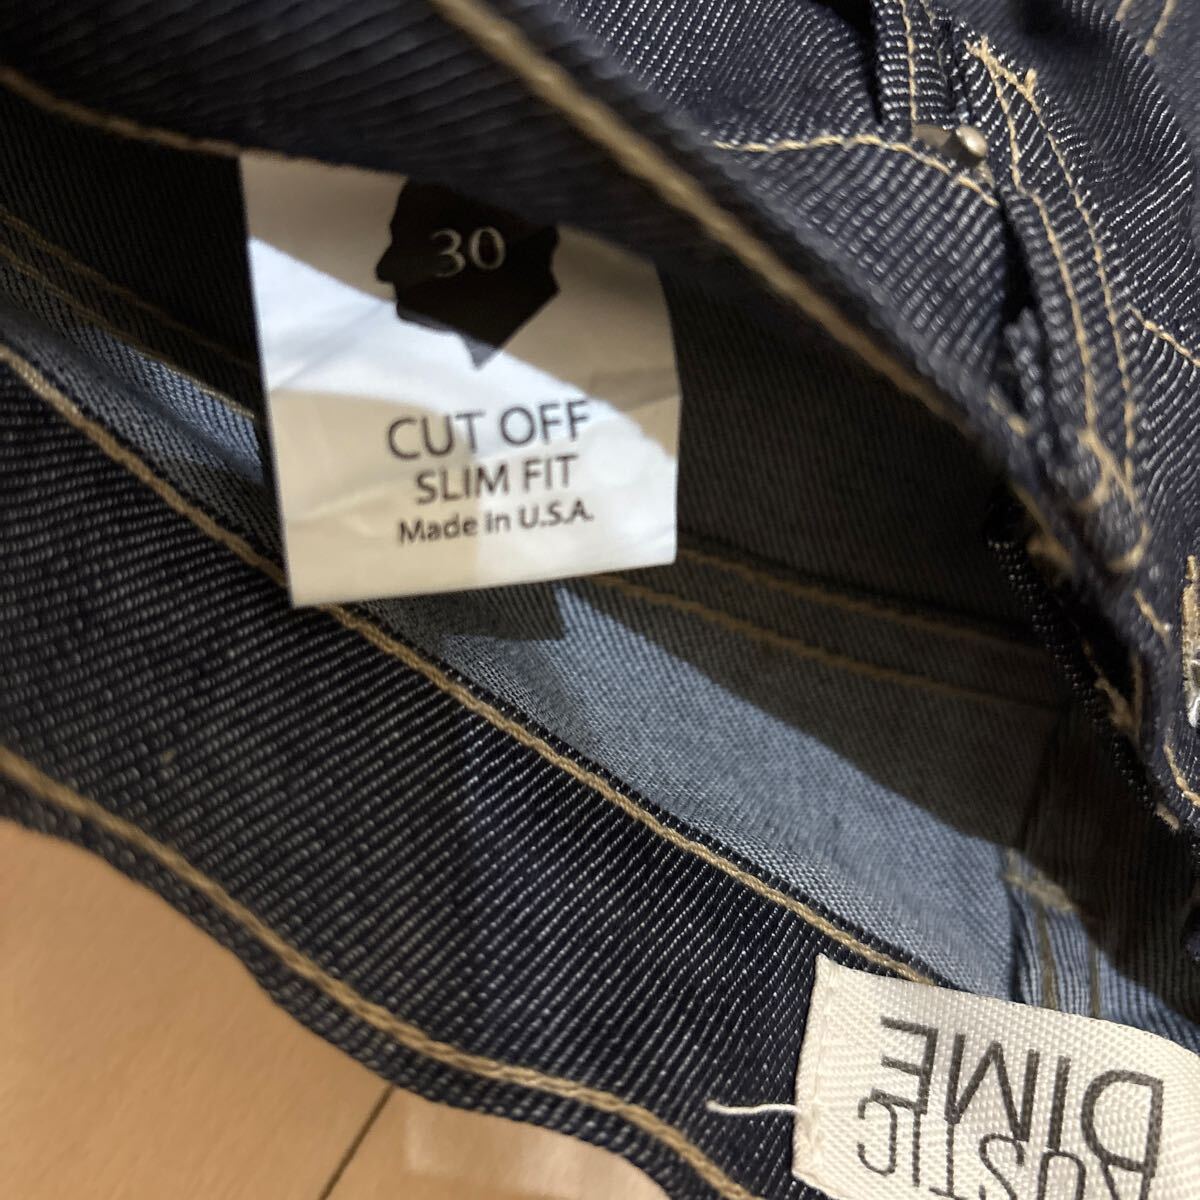 30
CUT OFF
SLIM FIT
Made in U.S.A.
RUSTIC
DIME